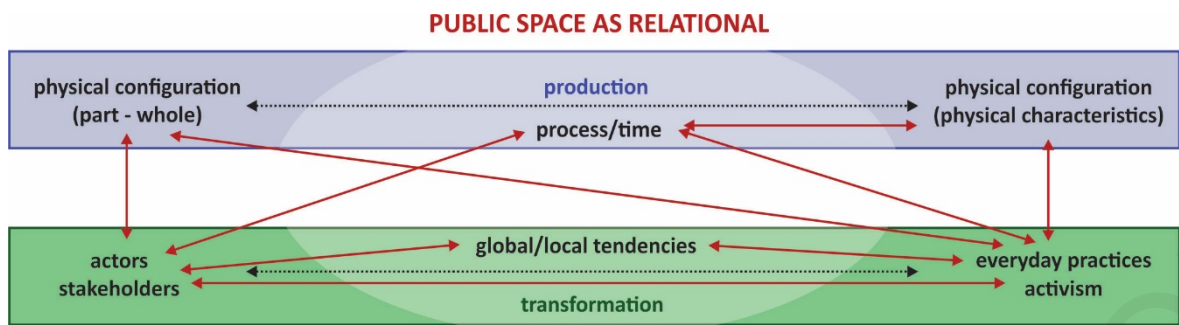 PUBLIC SPACE AS RELATIONAL
physical configuration
(part - whole)
production
process/time
physical configuration
(physical characteristics)
actors
stakeholders
global/local tendencies
transformation
everyday practices
activism